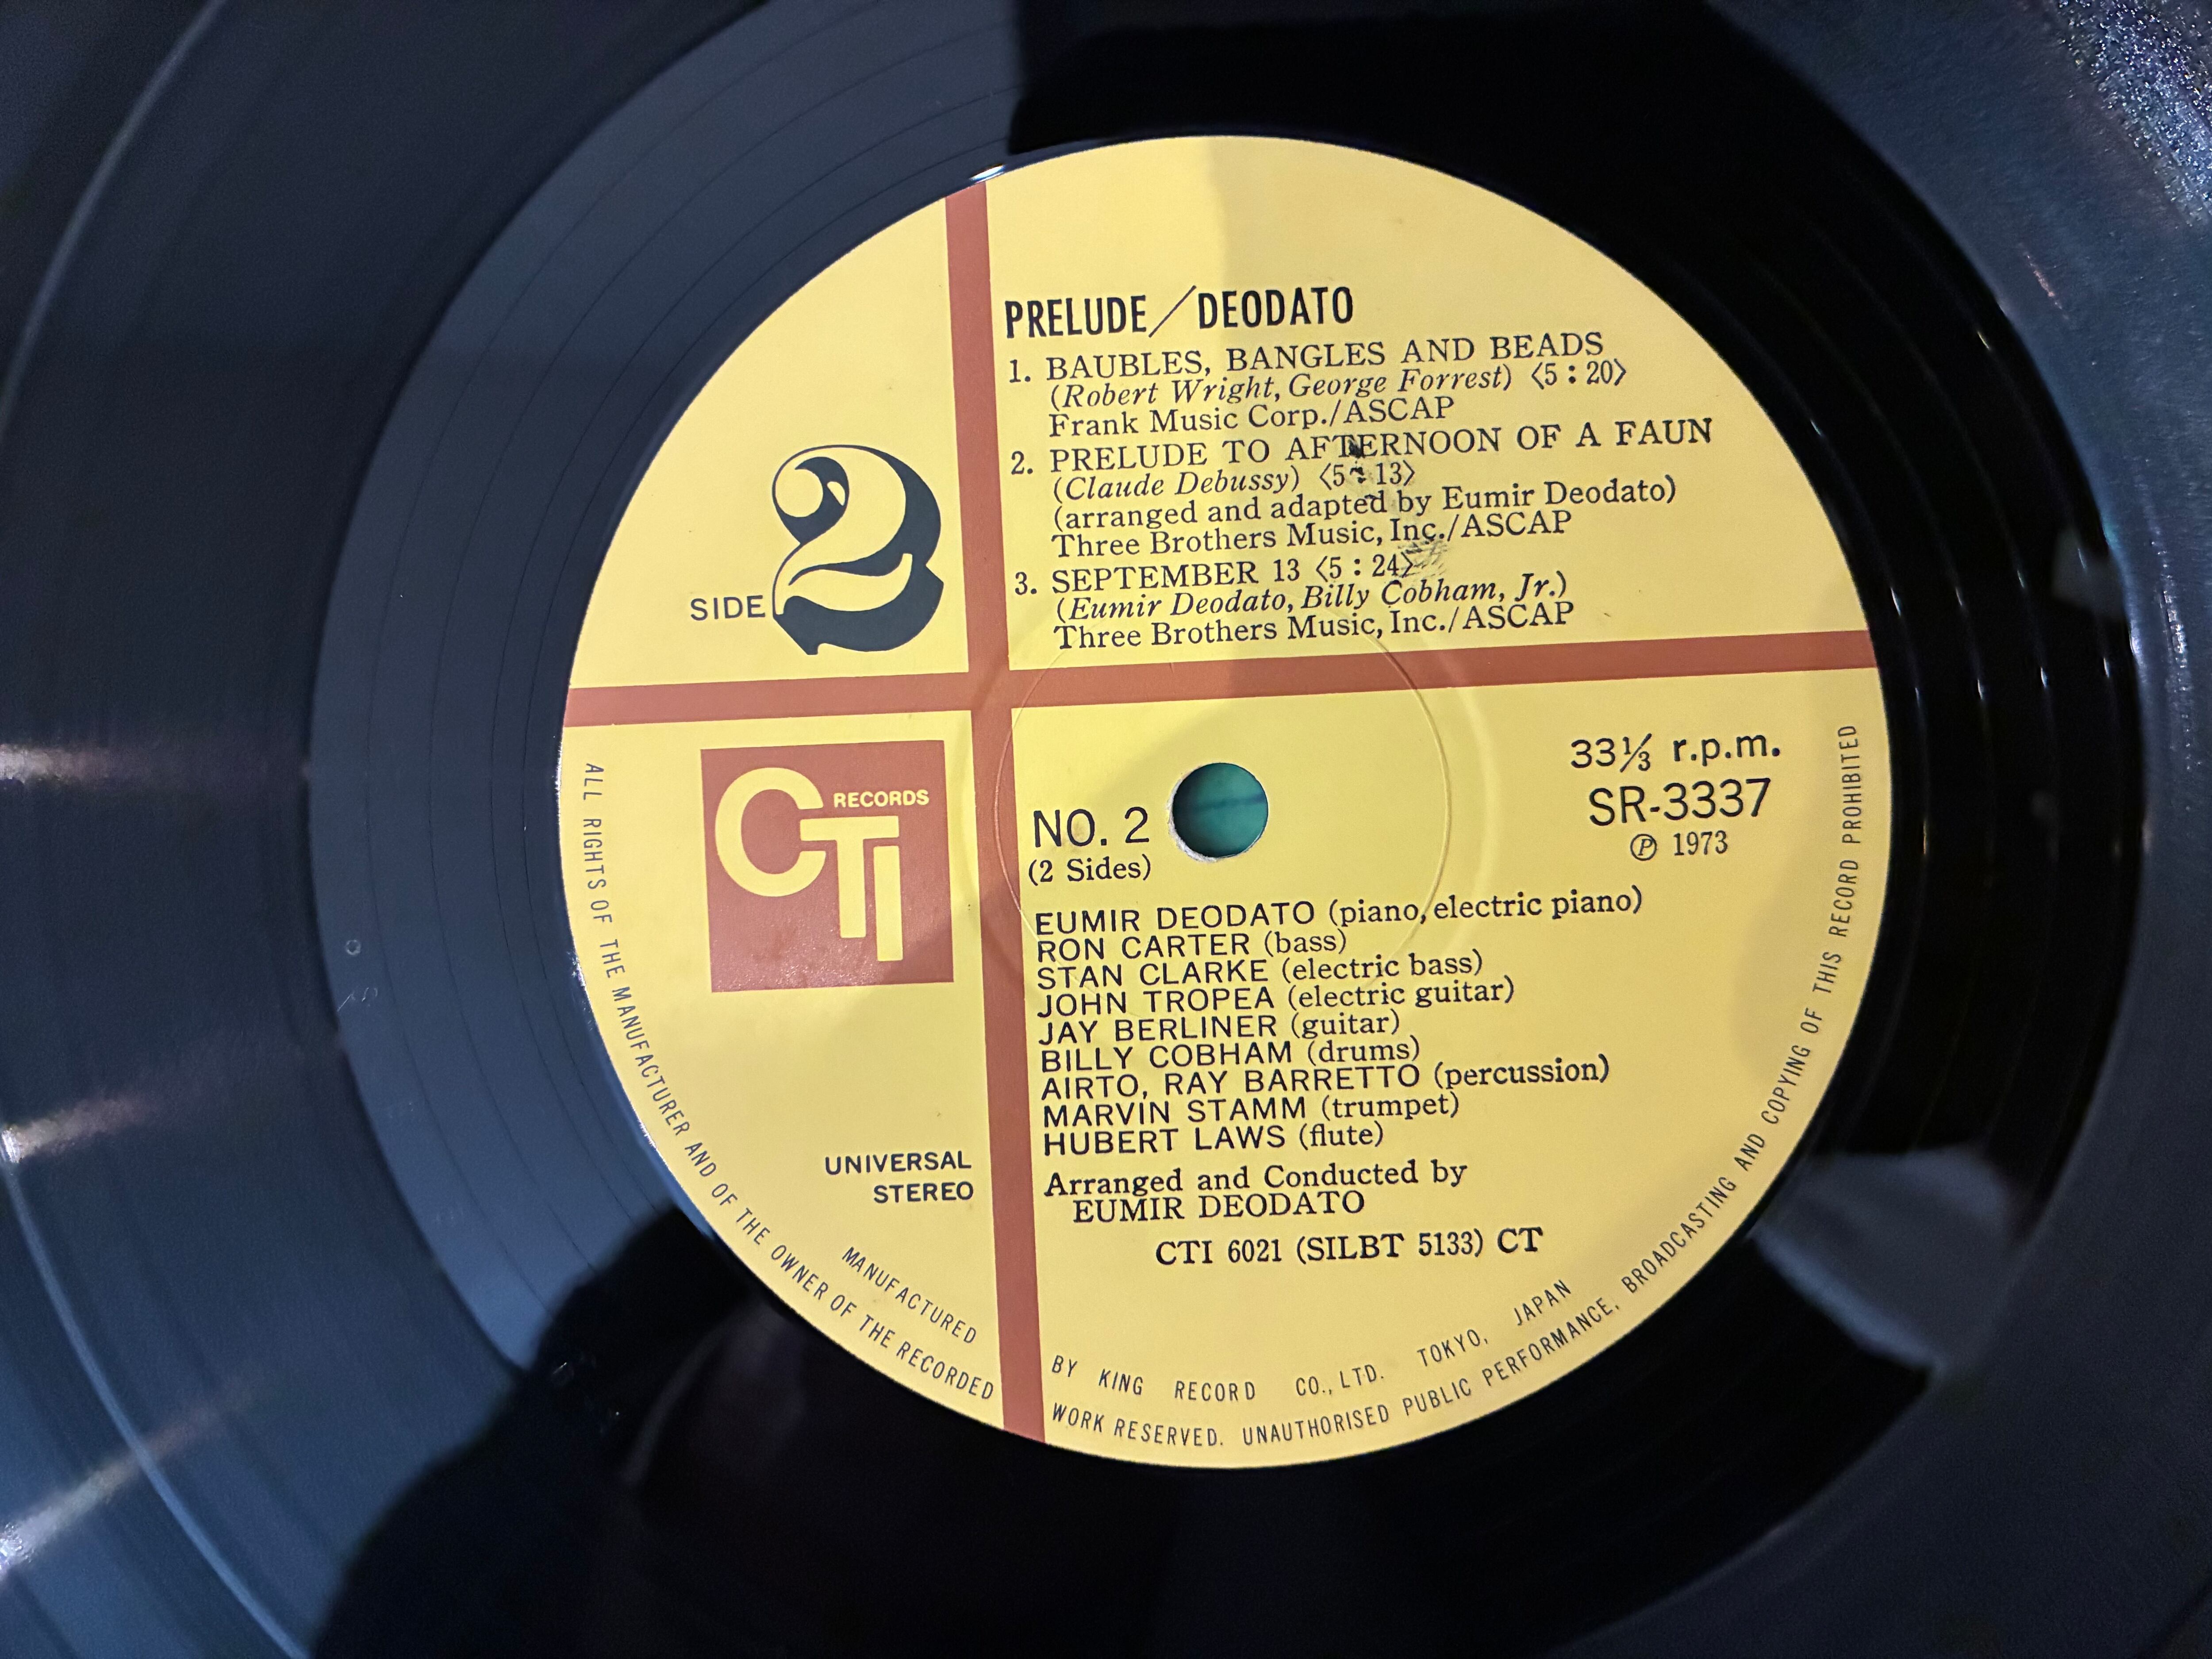 PRELUDE／DEODATO
1. BAUBLES, BANGLES AND BEADS
(Robert Wright, George Forrest) 〈5：20〉
Frank Music Corp./ASCAP
2. PRELUDE TO AFTERNOON OF A FAUN
(Claude Debussy) 〈5：13〉
(arranged and adapted by Eumir Deodato)
Three Brothers Music, Inc./ASCAP
3. SEPTEMBER 13 〈5：24〉
(Eumir Deodato, Billy Cobham, Jr.)
Three Brothers Music, Inc./ASCAP
SIDE 2
CTI RECORDS
33⅓ r.p.m.
SR-3337
Ⓟ 1973
NO. 2
(2 Sides)
EUMIR DEODATO (piano, electric piano)
RON CARTER (bass)
STAN CLARKE (electric bass)
JOHN TROPEA (electric guitar)
JAY BERLINER (guitar)
BILLY COBHAM (drums)
AIRTO, RAY BARRETTO (percussion)
MARVIN STAMM (trumpet)
HUBERT LAWS (flute)
Arranged and Conducted by
EUMIR DEODATO
CTI 6021 (SILBT 5133) CT
UNIVERSAL
STEREO
MANUFACTURED BY KING RECORD CO., LTD. TOKYO, JAPAN
ALL RIGHTS OF THE MANUFACTURER AND OF THE OWNER OF THE RECORDED WORK RESERVED. UNAUTHORISED PUBLIC PERFORMANCE, BROADCASTING AND COPYING OF THIS RECORD PROHIBITED